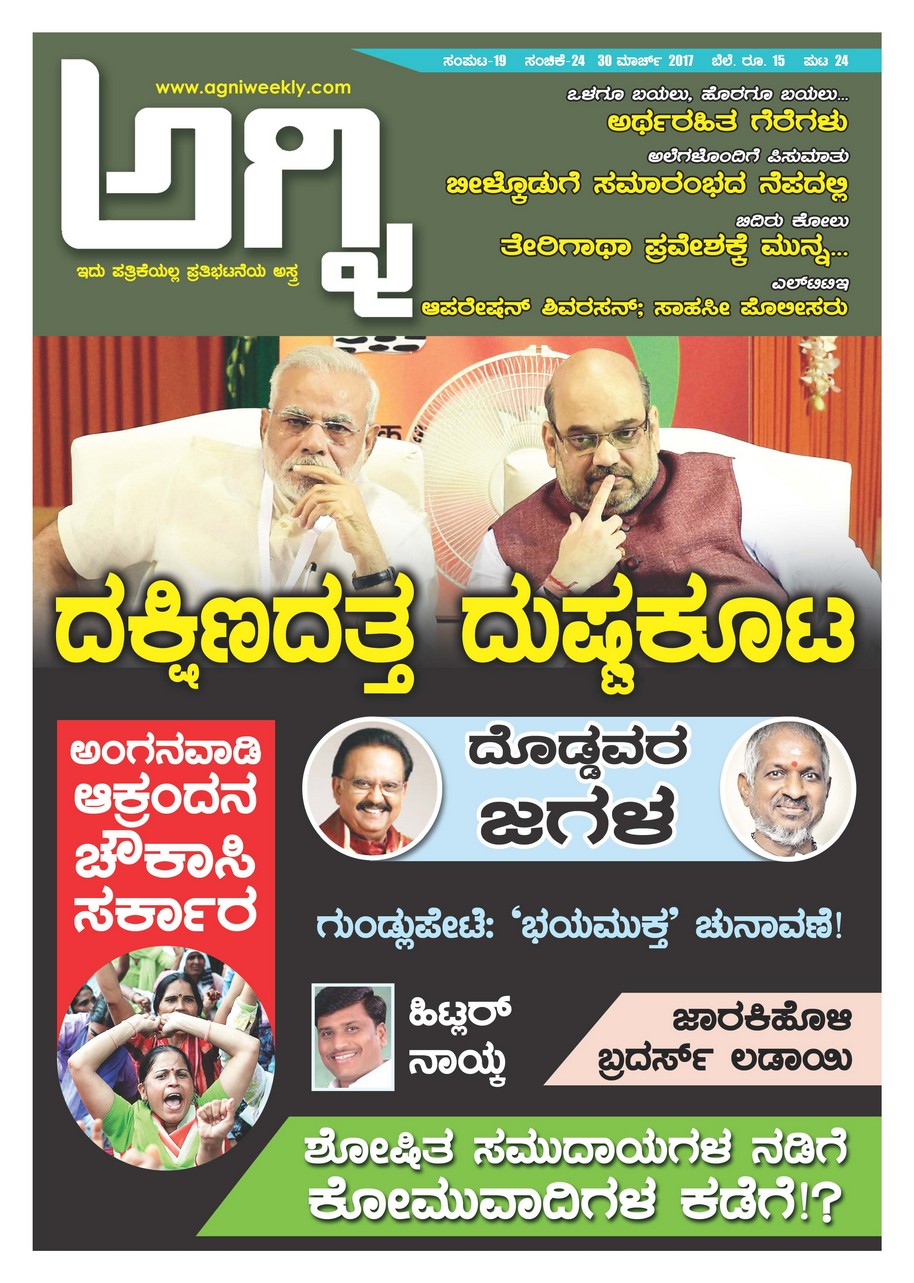 ಸಂಪುಟ-19 ಸಂಚಿಕೆ-24 30 ಮಾರ್ಚ್ 2017 ಬೆಲೆ. ರೂ. 15 ಪುಟ 24
www.agniweekly.com
ಅಗ್ನಿ
ಇದು ಪತ್ರಿಕೆಯಲ್ಲ ಪ್ರತಿಭಟನೆಯ ಅಸ್ತ್ರ
ಒಳಗೂ ಬಯಲು, ಹೊರಗೂ ಬಯಲು...
ಅರ್ಥರಹಿತ ಗೆರೆಗಳು
ಅಲೆಗಳೊಂದಿಗೆ ಪಿಸುಮಾತು
ಬೀಳ್ಕೊಡುಗೆ ಸಮಾರಂಭದ ನೆಪದಲ್ಲಿ
ಬಿದಿರು ಕೋಲು
ತೇರಿಗಾಥಾ ಪ್ರವೇಶಕ್ಕೆ ಮುನ್ನ...
ಎಲ್‌ಟಿಟಿಇ
ಆಪರೇಷನ್ ಶಿವರಸನ್; ಸಾಹಸೀ ಪೊಲೀಸರು
ದಕ್ಷಿಣದತ್ತ ದುಷ್ಟಕೂಟ
ಅಂಗನವಾಡಿ
ಆಕ್ರಂದನ
ಚೌಕಾಸಿ
ಸರ್ಕಾರ
ದೊಡ್ಡವರ
ಜಗಳ
ಗುಂಡ್ಲುಪೇಟೆ: ‘ಭಯಮುಕ್ತ’ ಚುನಾವಣೆ!
ಹಿಟ್ಲರ್
ನಾಯ್ಕ
ಜಾರಕಿಹೊಳಿ
ಬ್ರದರ್ಸ್ ಲಡಾಯಿ
ಶೋಷಿತ ಸಮುದಾಯಗಳ ನಡಿಗೆ
ಕೋಮುವಾದಿಗಳ ಕಡೆಗೆ!?